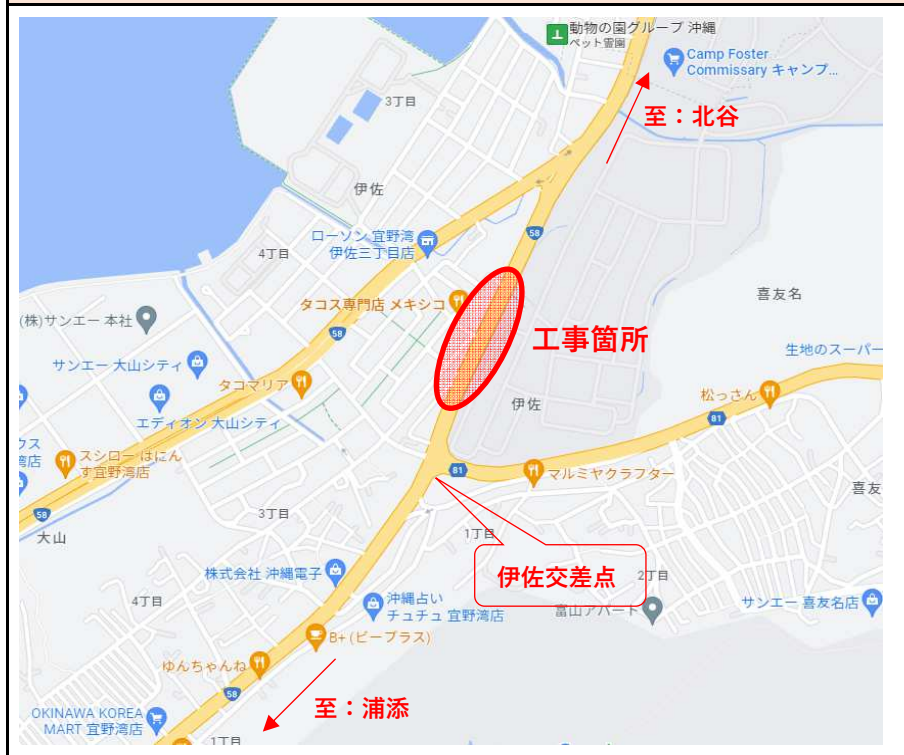 動物の園グループ 沖縄
ペット霊園
Camp Foster
Commissary キャンプ...
至：北谷
3丁目
伊佐
ローソン 宜野湾
伊佐三丁目店
58
4丁目
タコス専門店 メキシコ
喜友名
(株)サンエー 本社
58
工事箇所
生地のスーパー
サンエー 大山シティ
タコマリア
松っさん
伊佐
エディオン 大山シティ
81
ウス
湾店
スシロー はにん
す宜野湾店
81
マルミヤクラフター
喜友
58
大山
3丁目
1丁目
伊佐交差点
2丁目
株式会社 沖縄電子
4丁目
沖縄占い
チュチュ 宜野湾店
富山アパート
サンエー 喜友名店
B+ (ビープラス)
ゆんちゃんね
58
至：浦添
OKINAWA KOREA
MART 宜野湾店
1丁目